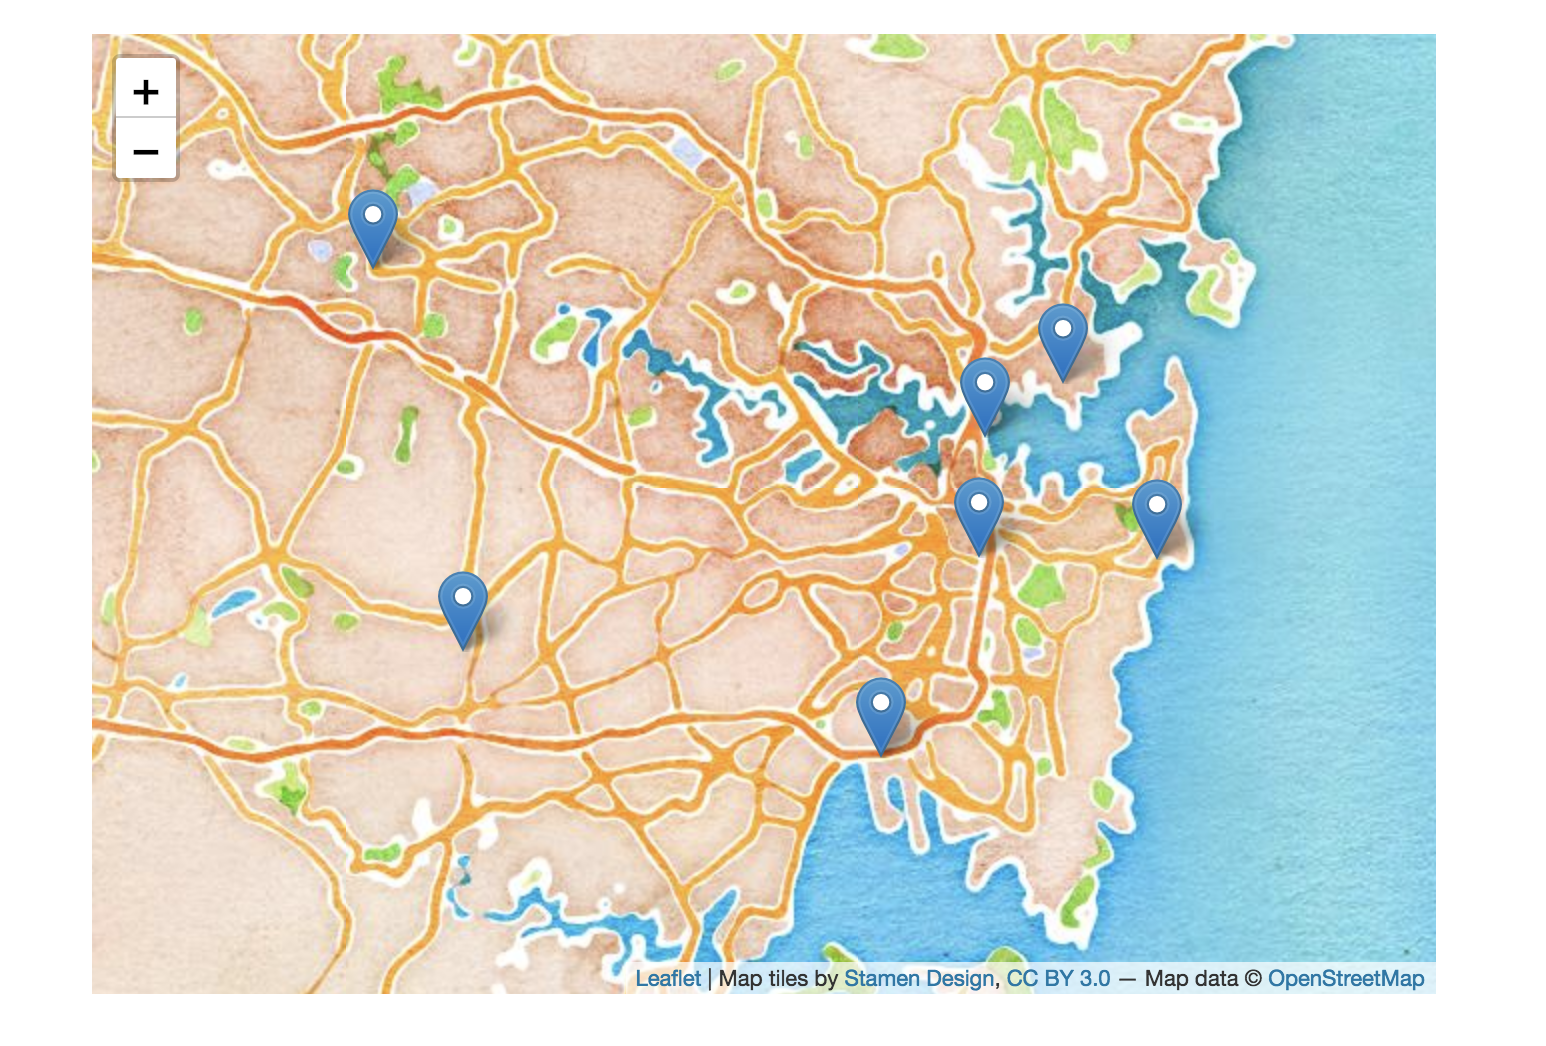 +
−
Leaflet | Map tiles by Stamen Design, CC BY 3.0 — Map data © OpenStreetMap